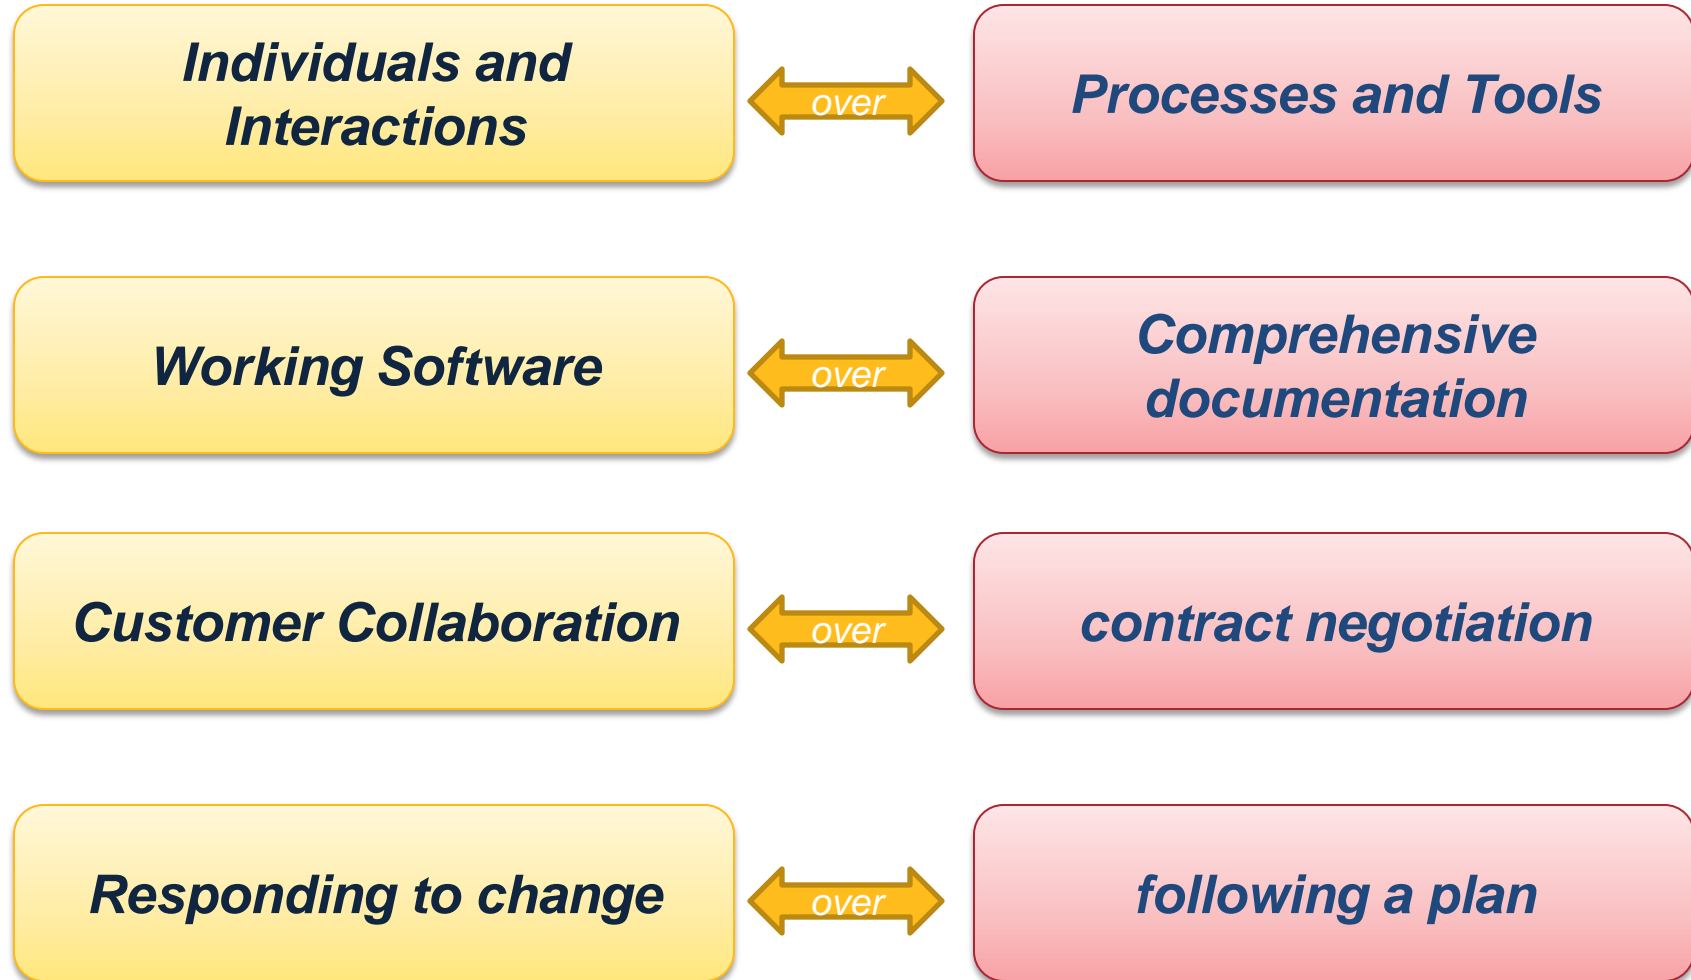 Individuals and
Interactions
over
Processes and Tools
Working Software
over
Comprehensive
documentation
Customer Collaboration
over
contract negotiation
Responding to change
over
following a plan